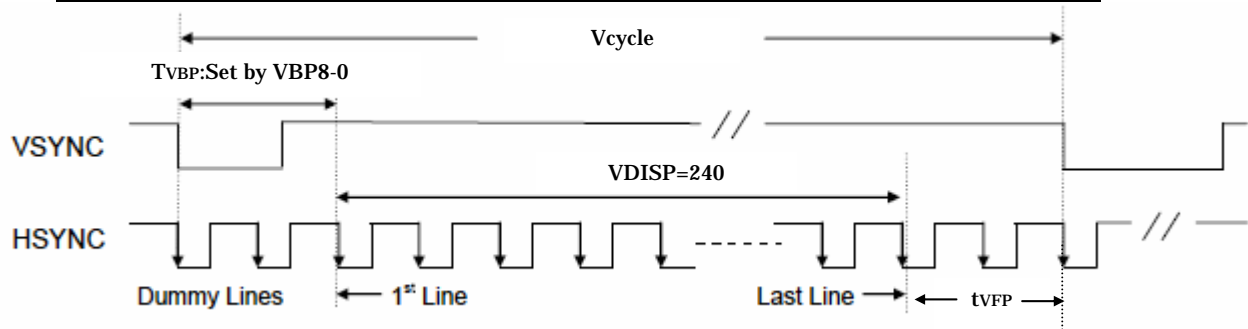 Vcycle
TVBP:Set by VBP8-0
VSYNC
VDISP=240
HSYNC
Dummy Lines
1st Line
Last Line
tVFP